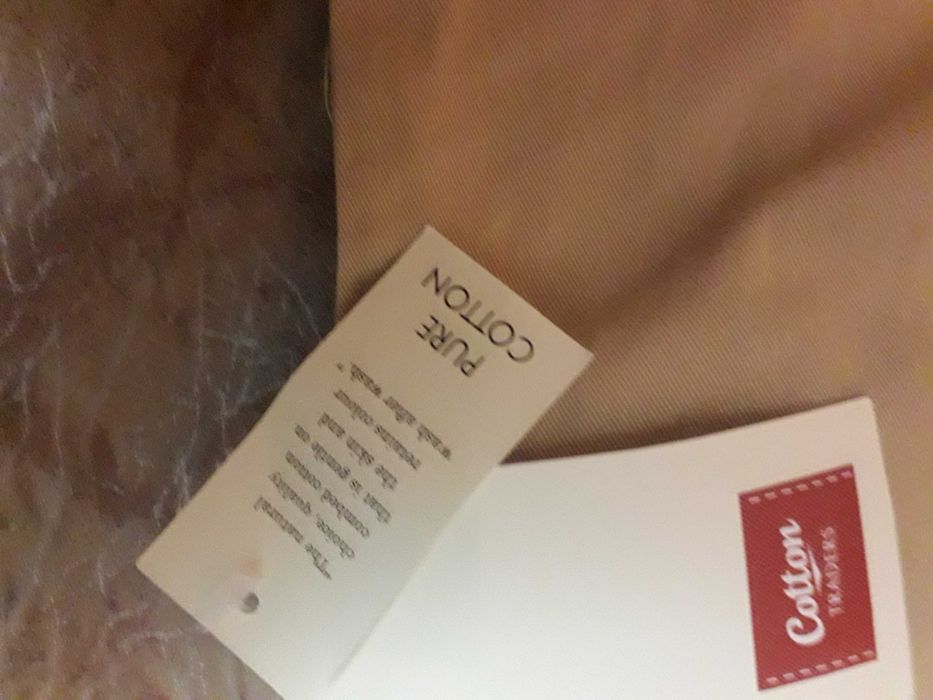 PURE
COTTON
"The natural
choice, quality
combed cotton
that is gentle on
the skin and
retains colour
wash after wash."
Cotton
TRADERS